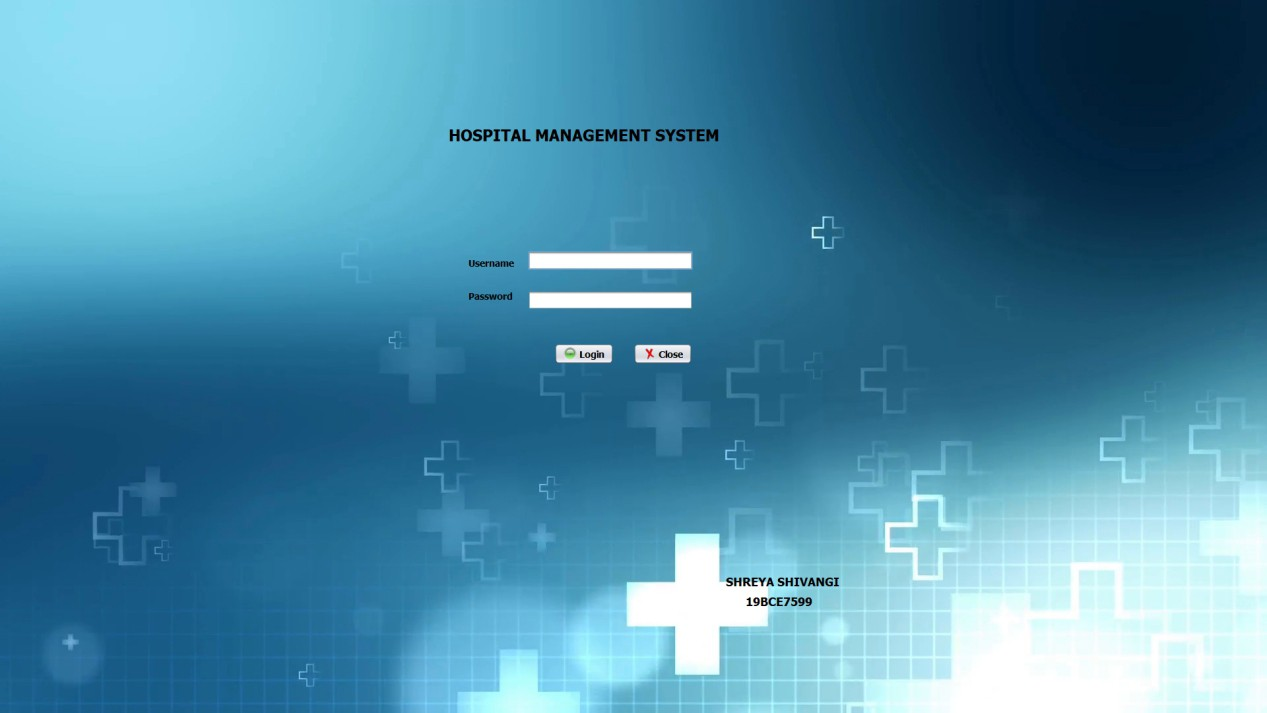 HOSPITAL MANAGEMENT SYSTEM
Username
Password
Login
Close
SHREYA SHIVANGI
19BCE7599